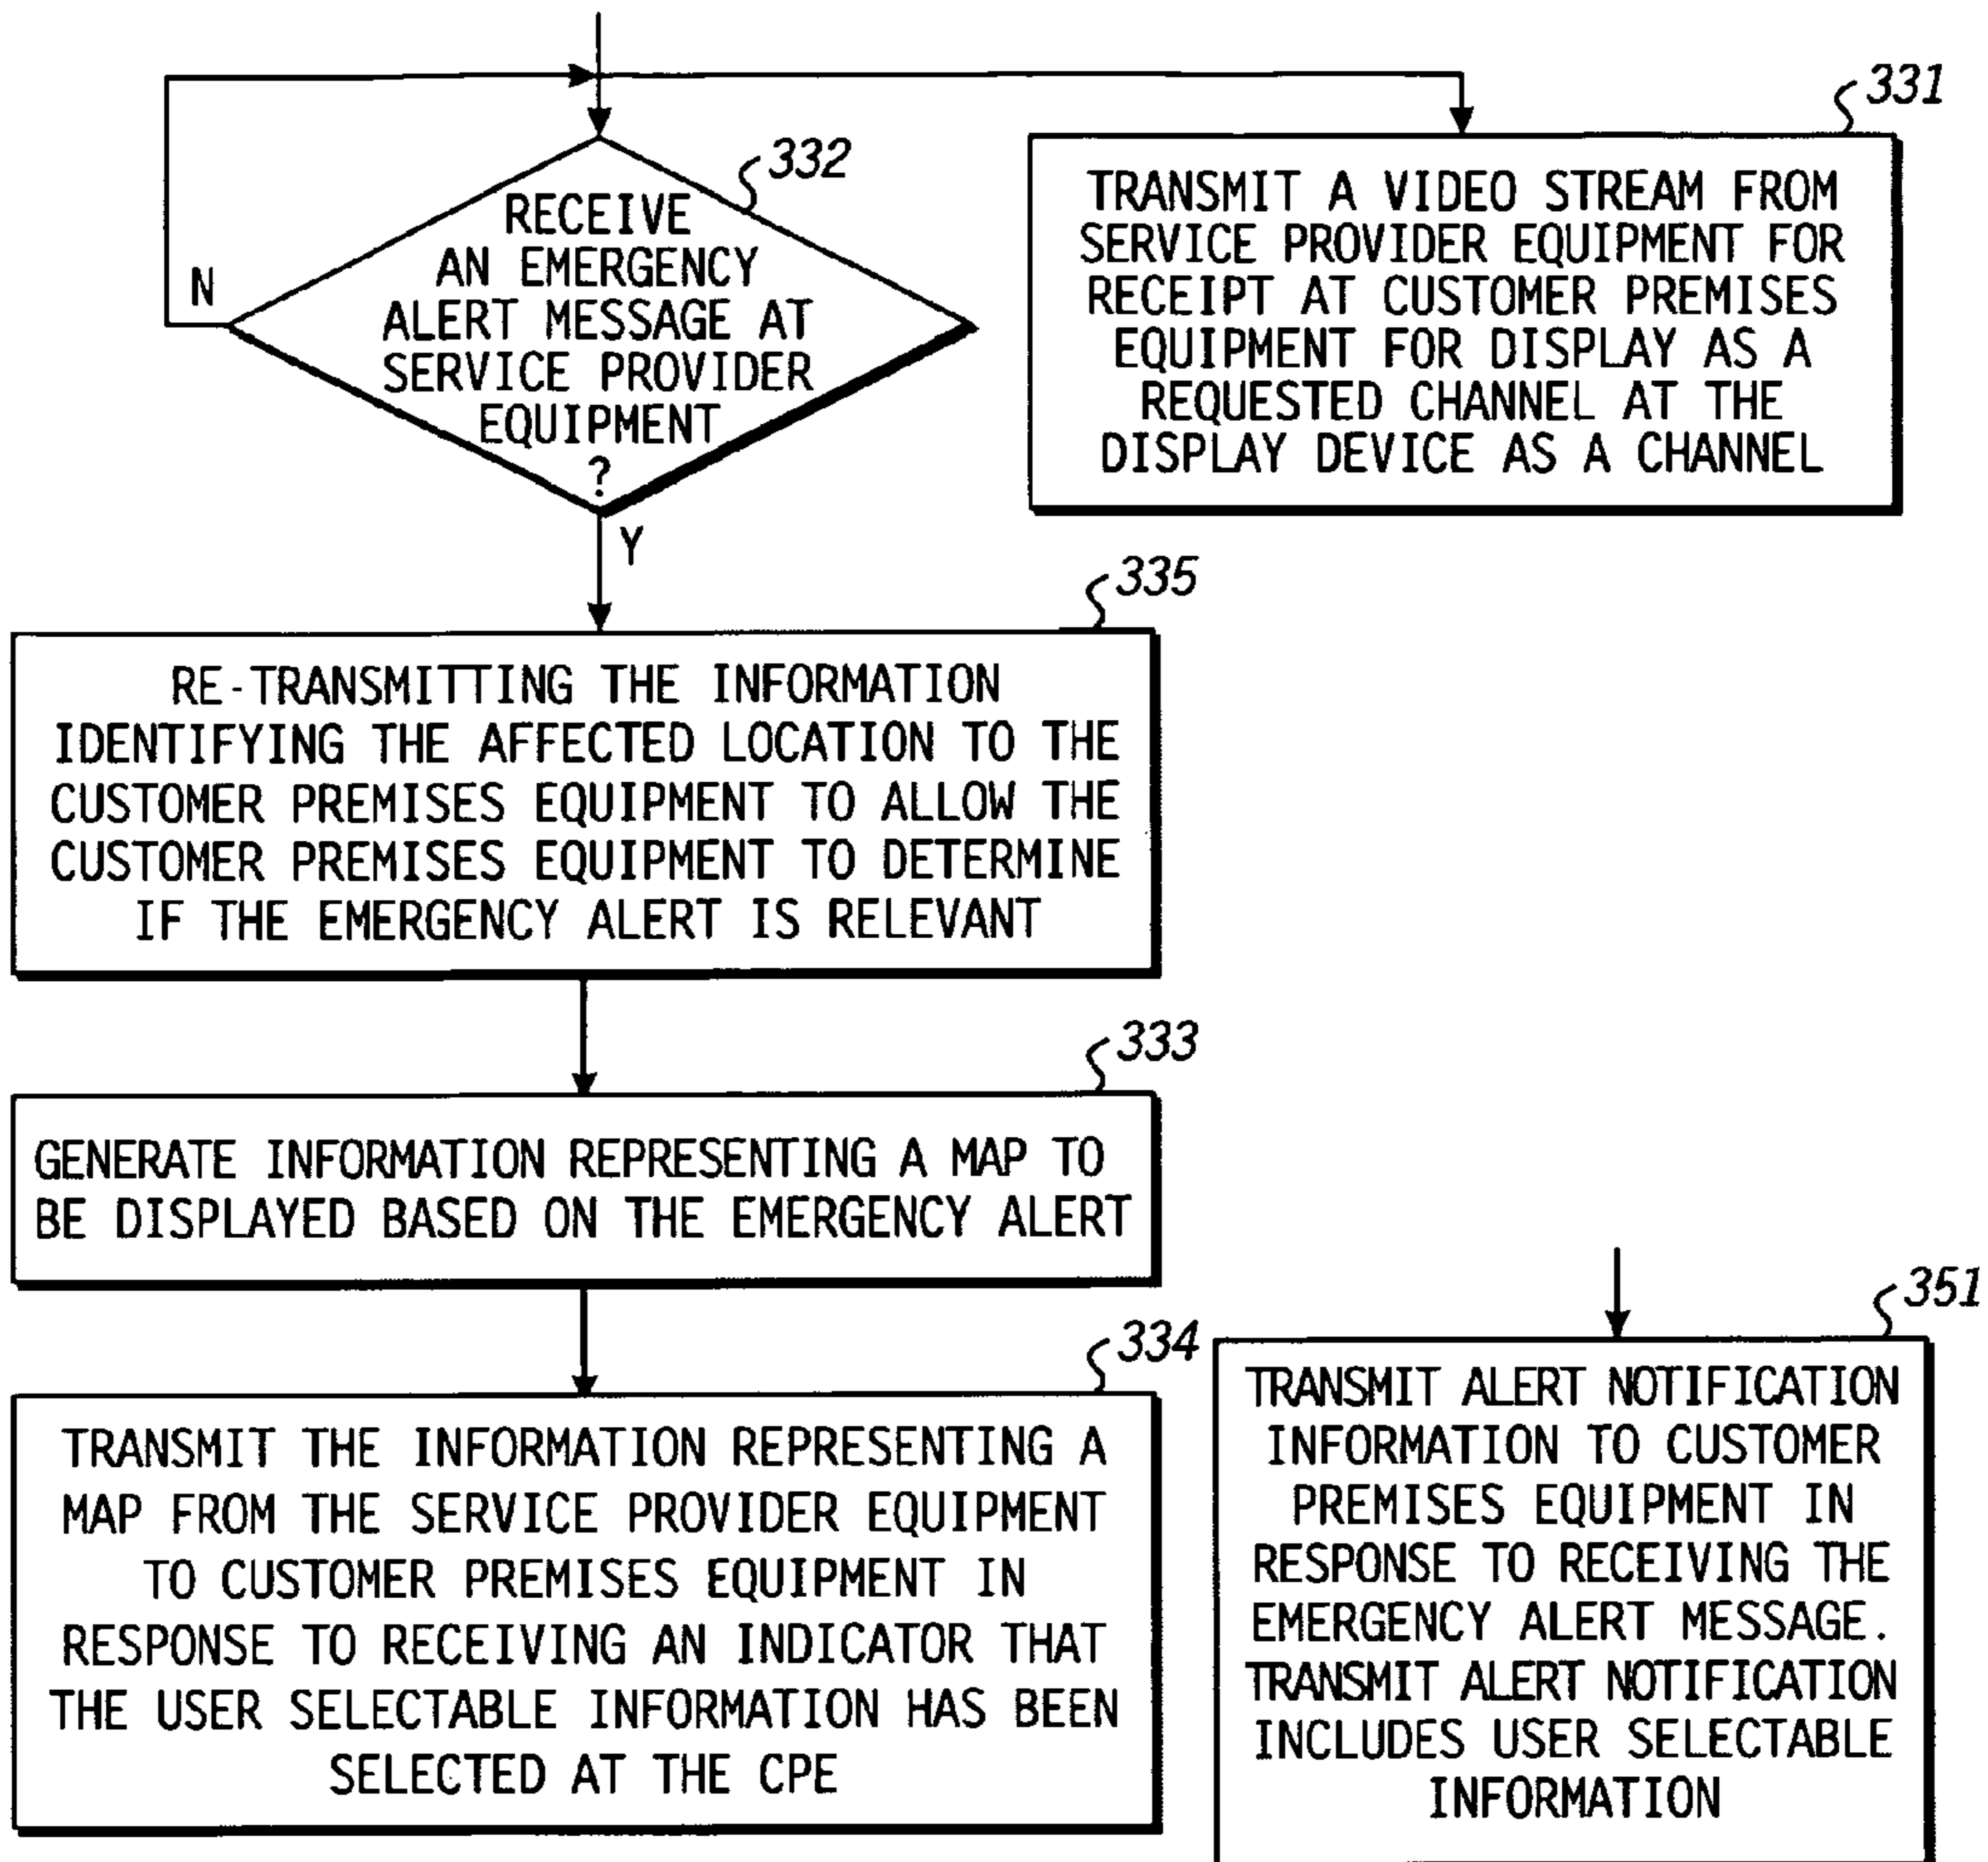 331
332
RECEIVE
AN EMERGENCY
ALERT MESSAGE AT
SERVICE PROVIDER
EQUIPMENT
?
N
Y
TRANSMIT A VIDEO STREAM FROM
SERVICE PROVIDER EQUIPMENT FOR
RECEIPT AT CUSTOMER PREMISES
EQUIPMENT FOR DISPLAY AS A
REQUESTED CHANNEL AT THE
DISPLAY DEVICE AS A CHANNEL
335
RE-TRANSMITTING THE INFORMATION
IDENTIFYING THE AFFECTED LOCATION TO THE
CUSTOMER PREMISES EQUIPMENT TO ALLOW THE
CUSTOMER PREMISES EQUIPMENT TO DETERMINE
IF THE EMERGENCY ALERT IS RELEVANT
333
GENERATE INFORMATION REPRESENTING A MAP TO
BE DISPLAYED BASED ON THE EMERGENCY ALERT
334
TRANSMIT THE INFORMATION REPRESENTING A
MAP FROM THE SERVICE PROVIDER EQUIPMENT
TO CUSTOMER PREMISES EQUIPMENT IN
RESPONSE TO RECEIVING AN INDICATOR THAT
THE USER SELECTABLE INFORMATION HAS BEEN
SELECTED AT THE CPE
351
TRANSMIT ALERT NOTIFICATION
INFORMATION TO CUSTOMER
PREMISES EQUIPMENT IN
RESPONSE TO RECEIVING THE
EMERGENCY ALERT MESSAGE.
TRANSMIT ALERT NOTIFICATION
INCLUDES USER SELECTABLE
INFORMATION